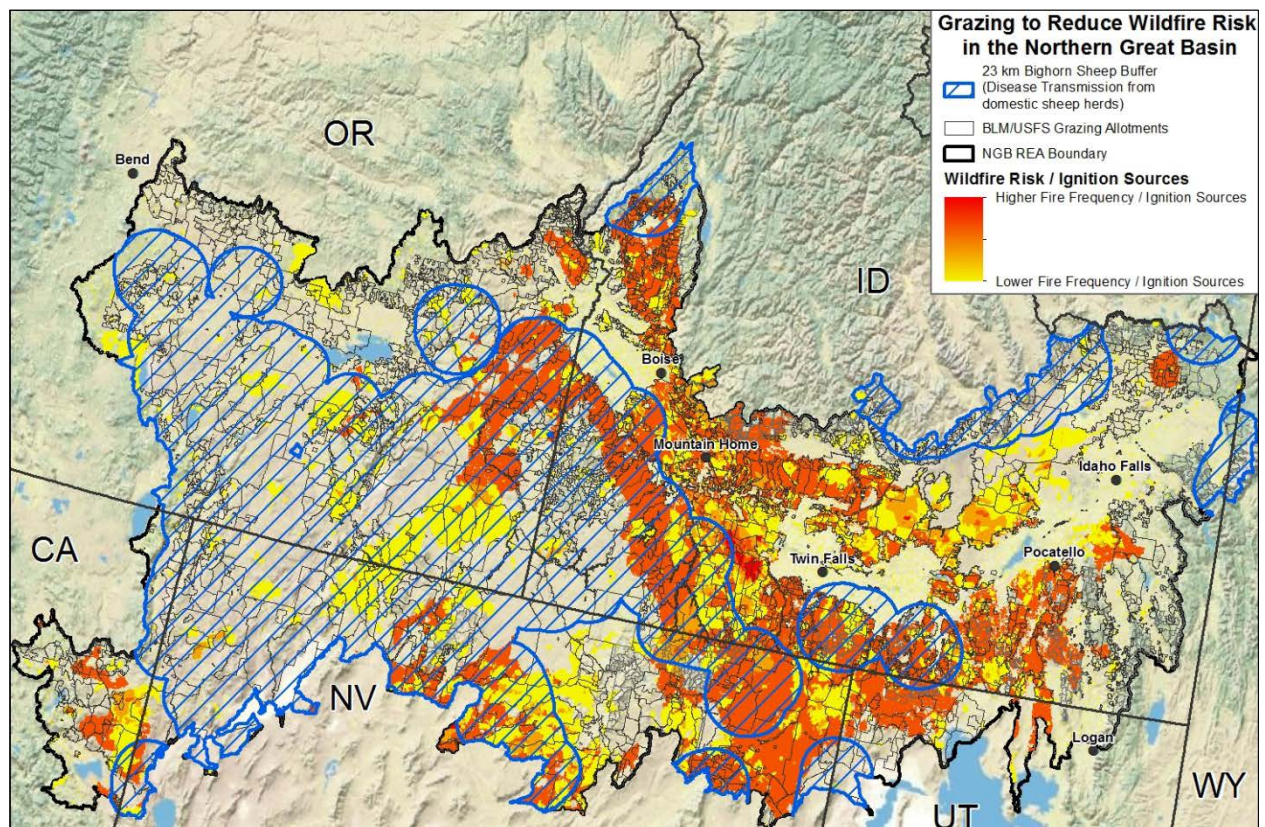 Grazing to Reduce Wildfire Risk
in the Northern Great Basin
23 km Bighorn Sheep Buffer
(Disease Transmission from
domestic sheep herds)
BLM/USFS Grazing Allotments
NGB REA Boundary
Wildfire Risk / Ignition Sources
Higher Fire Frequency / Ignition Sources
Lower Fire Frequency / Ignition Sources
OR
Bend
ID
Boise
Mountain Home
Idaho Falls
CA
Twin Falls
Pocatello
NV
Logan
WY
UT